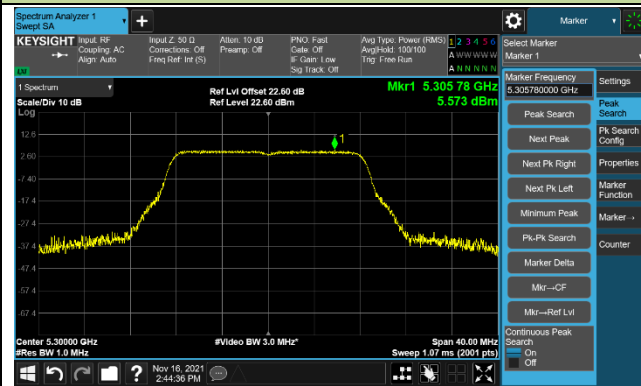 Spectrum Analyzer 1
Swept SA
+
Marker
KEYSIGHT
Input: RF
Coupling: AC
Align: Auto
Input Z: 50 Ω
Corrections: Off
Freq Ref: Int (S)
Atten: 10 dB
Preamp: Off
PNO: Fast
Gate: Off
IF Gain: Low
Sig Track: Off
Avg Type: Power (RMS)
Avg|Hold: 100/100
Trig: Free Run
1 2 3 4 5 6
A W W W W W
A N N N N N
Select Marker
Marker 1
1 Spectrum
Scale/Div 10 dB
Log
Ref Lvl Offset 22.60 dB
Ref Level 22.60 dBm
Mkr1 5.305 78 GHz
5.573 dBm
12.6
2.60
-7.40
-17.4
-27.4
-37.4
-47.4
-57.4
-67.4
1
Center 5.30000 GHz
#Res BW 1.0 MHz
#Video BW 3.0 MHz*
Span 40.00 MHz
Sweep 1.07 ms (2001 pts)
Marker Frequency
5.305780000 GHz
Peak Search
Next Peak
Next Pk Right
Next Pk Left
Minimum Peak
Pk-Pk Search
Marker Delta
Mkr→CF
Mkr→Ref Lvl
Continuous Peak
Search
On
Off
Settings
Peak
Search
Pk Search
Config
Properties
Marker
Function
Marker→
Counter
?
Nov 16, 2021
2:44:36 PM